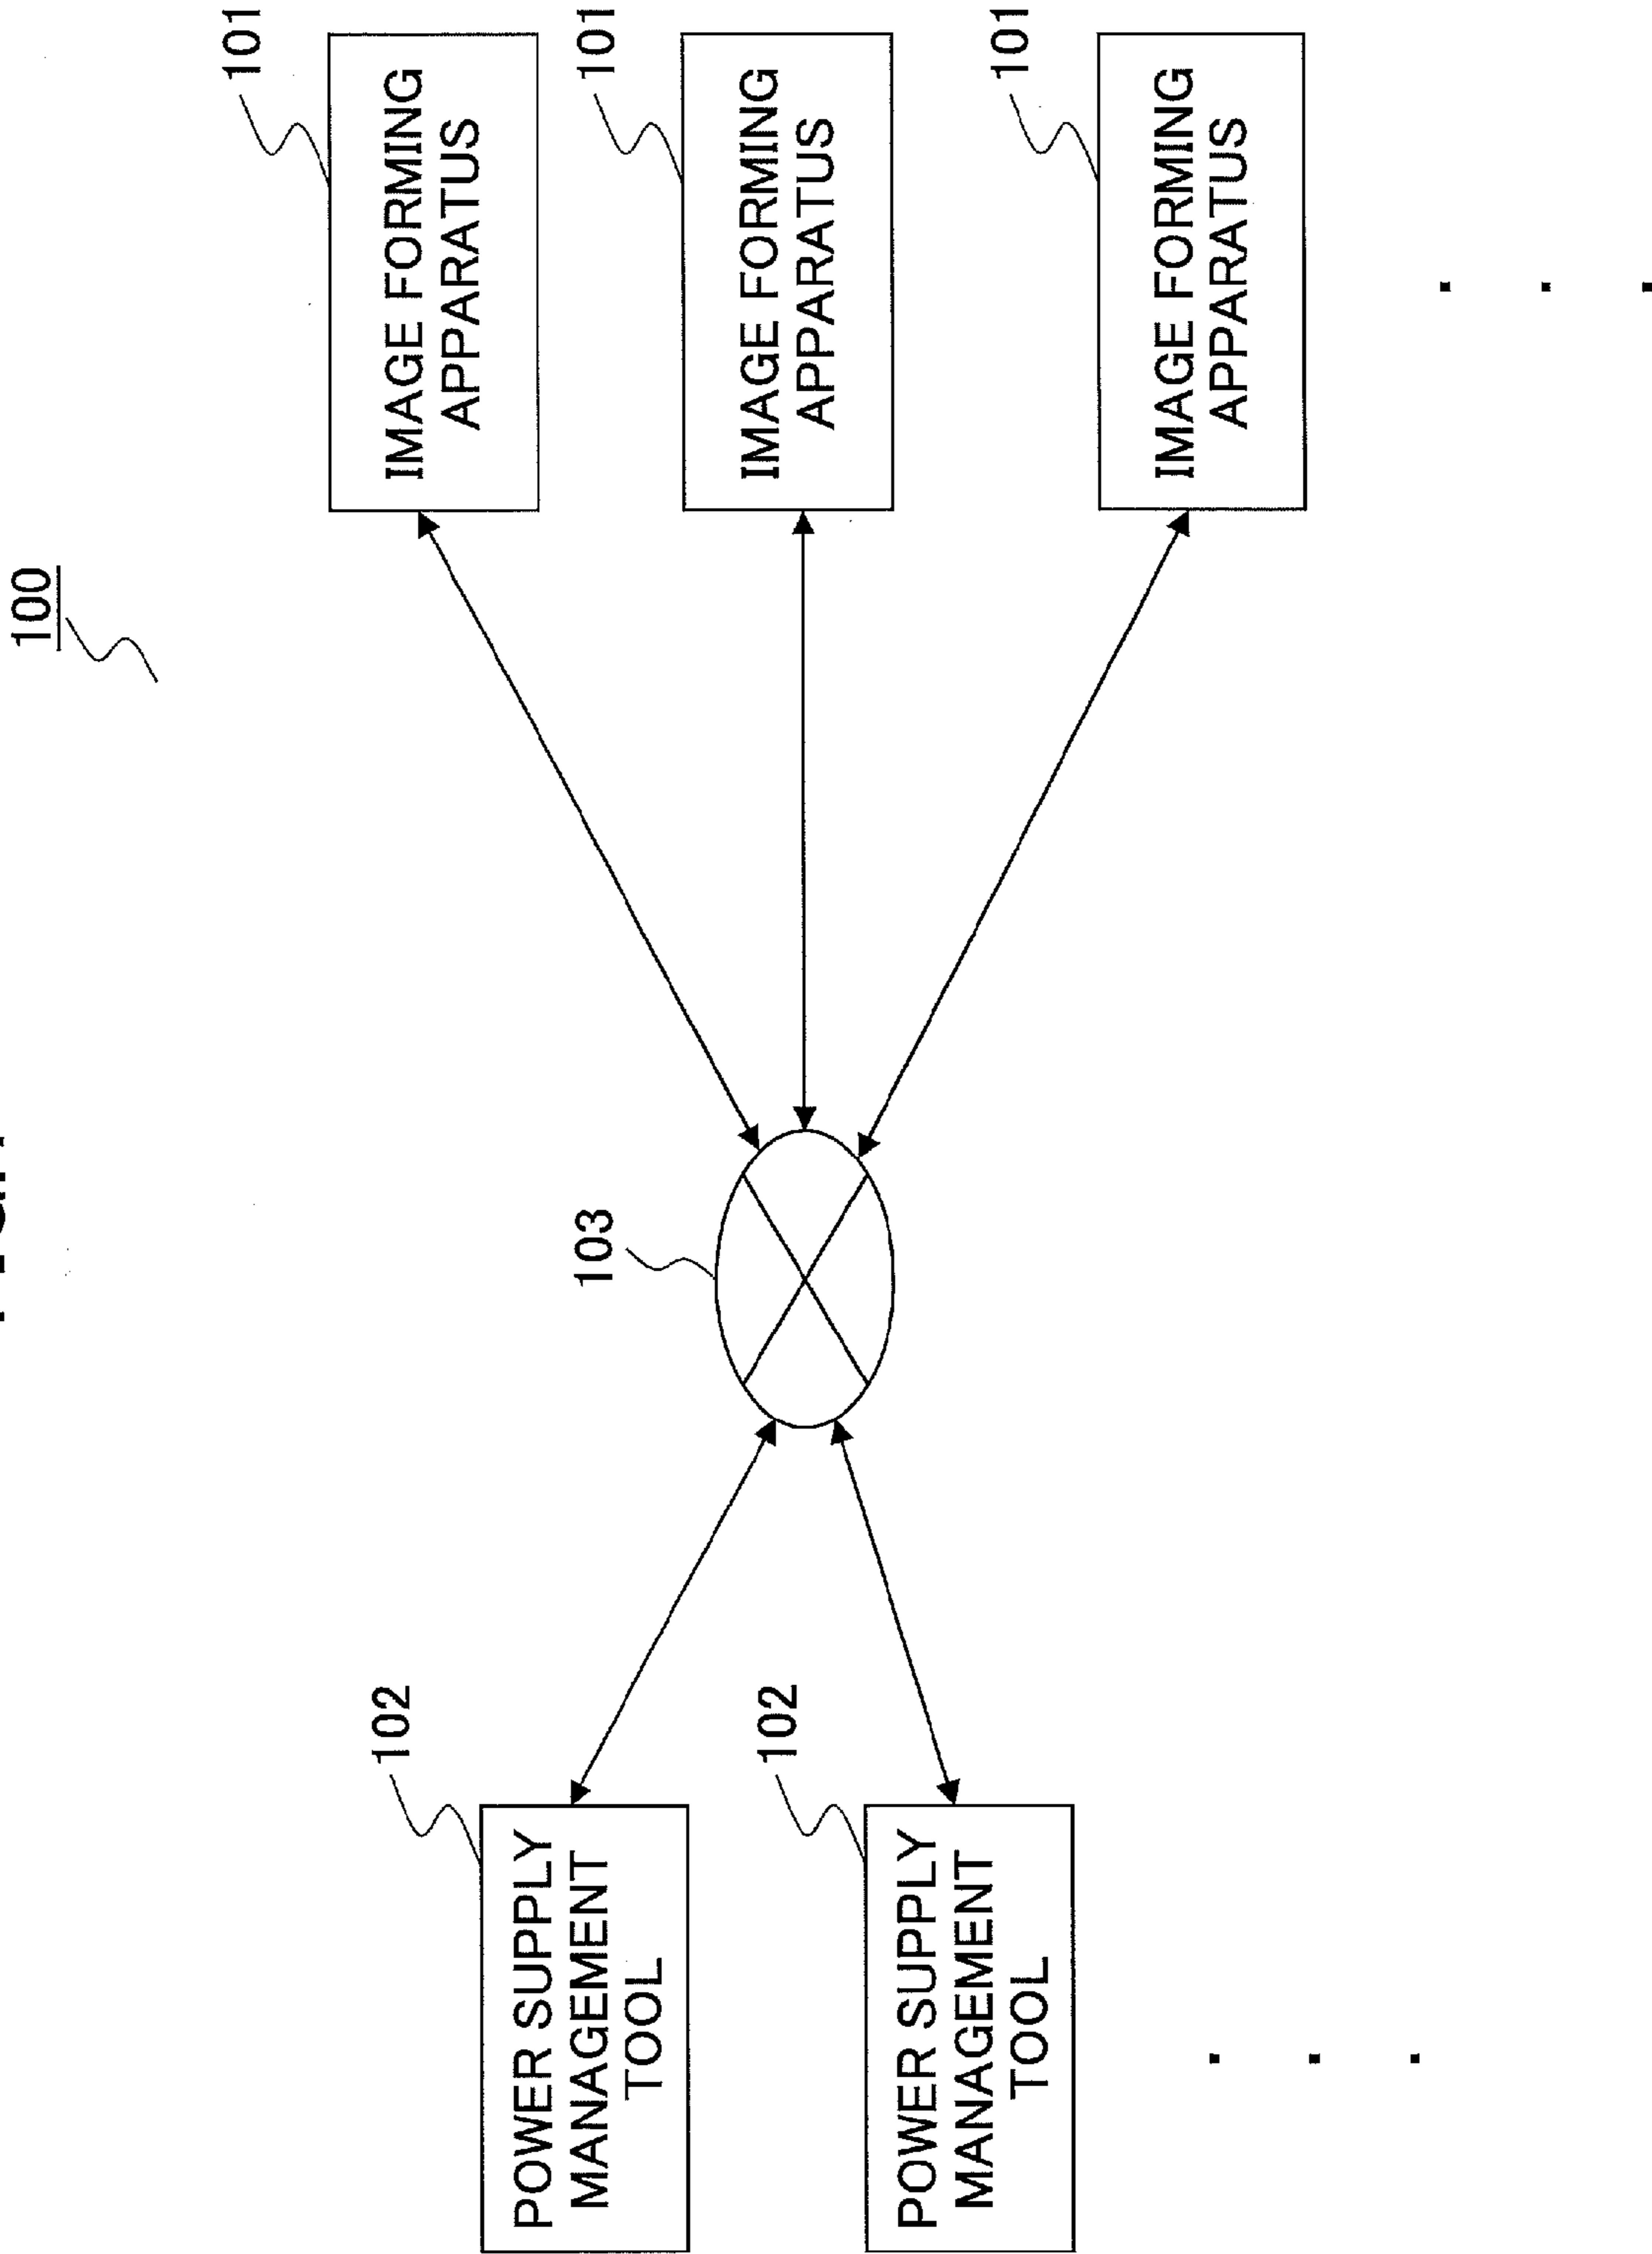 100
101
IMAGE FORMING
APPARATUS
101
IMAGE FORMING
APPARATUS
101
IMAGE FORMING
APPARATUS
103
102
POWER SUPPLY
MANAGEMENT
TOOL
102
POWER SUPPLY
MANAGEMENT
TOOL